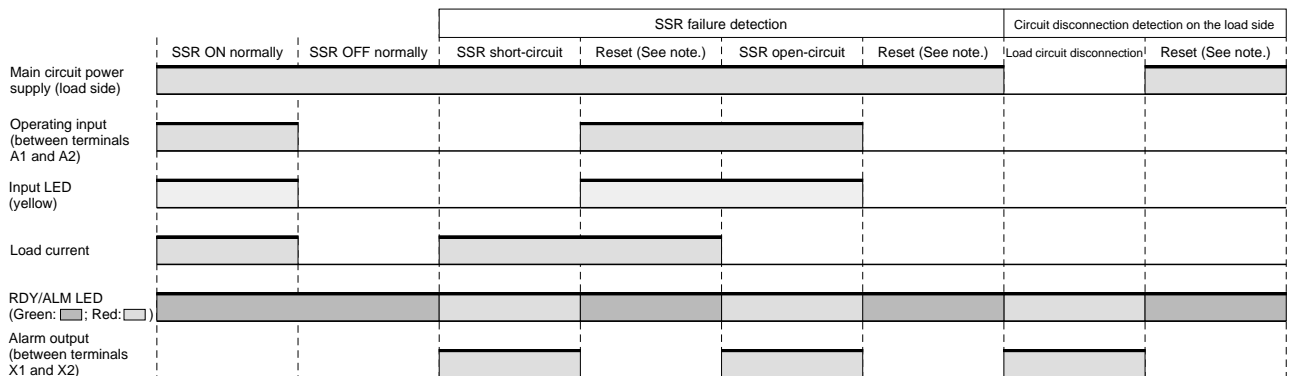 SSR failure detection
Circuit disconnection detection on the load side
SSR ON normally
SSR OFF normally
SSR short-circuit
Reset (See note.)
SSR open-circuit
Reset (See note.)
Load circuit disconnection
Reset (See note.)
Main circuit power
supply (load side)
Operating input
(between terminals
A1 and A2)
Input LED
(yellow)
Load current
RDY/ALM LED
(Green: ; Red: )
Alarm output
(between terminals
X1 and X2)